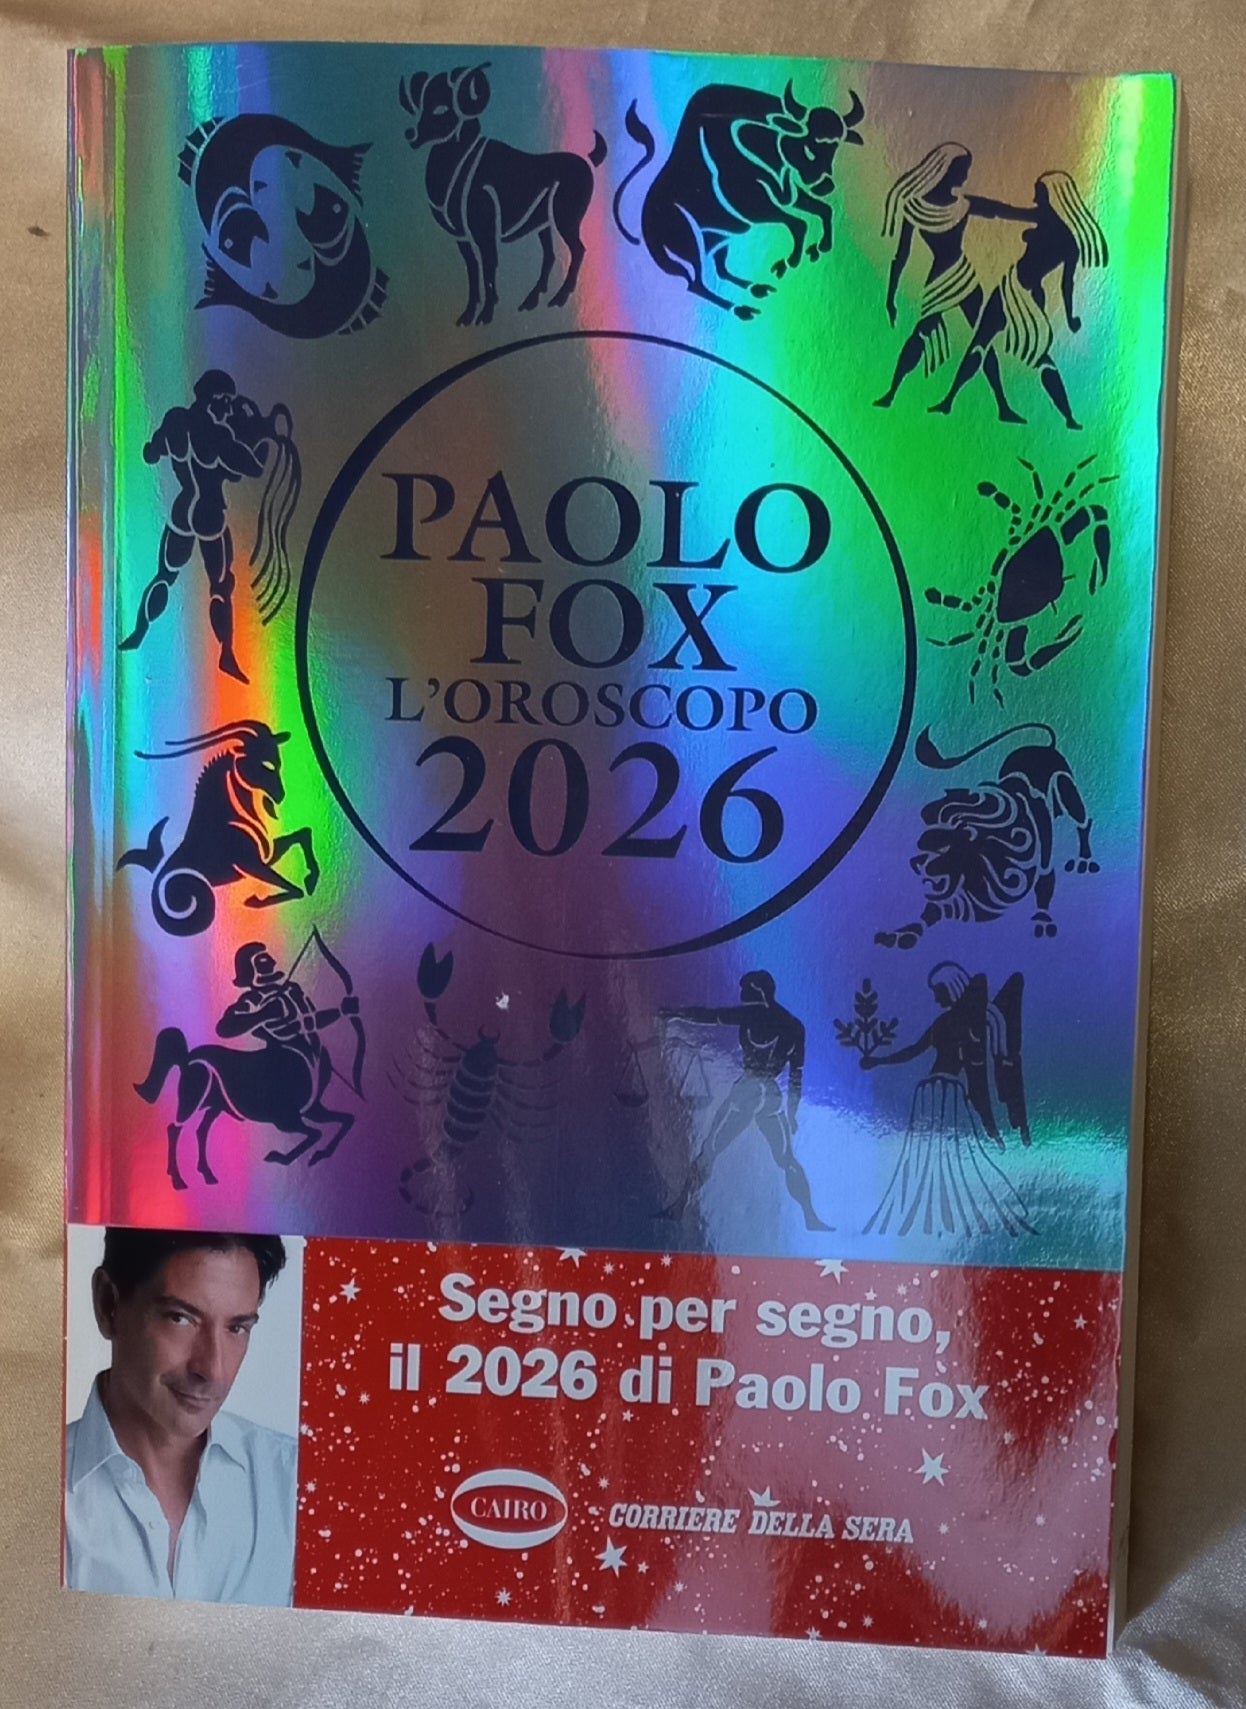 PAOLO
FOX
L'OROSCOPO
2026
Segno per segno,
il 2026 di Paolo Fox
CAIRO
CORRIERE DELLA SERA